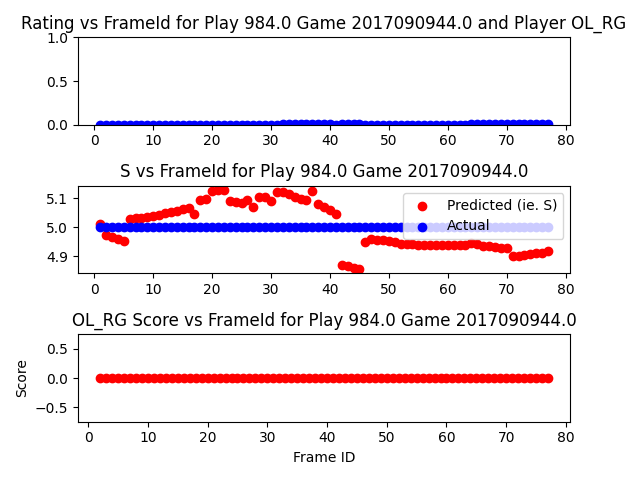 Rating vs FrameId for Play 984.0 Game 2017090944.0 and Player OL_RG
1.0
0.5
0.0
0 10 20 30 40 50 60 70 80
S vs FrameId for Play 984.0 Game 2017090944.0
5.1
5.0
4.9
Predicted (ie. S)
Actual
0 10 20 30 40 50 60 70 80
OL_RG Score vs FrameId for Play 984.0 Game 2017090944.0
Score
0.5
0.0
−0.5
0 10 20 30 40 50 60 70 80
Frame ID